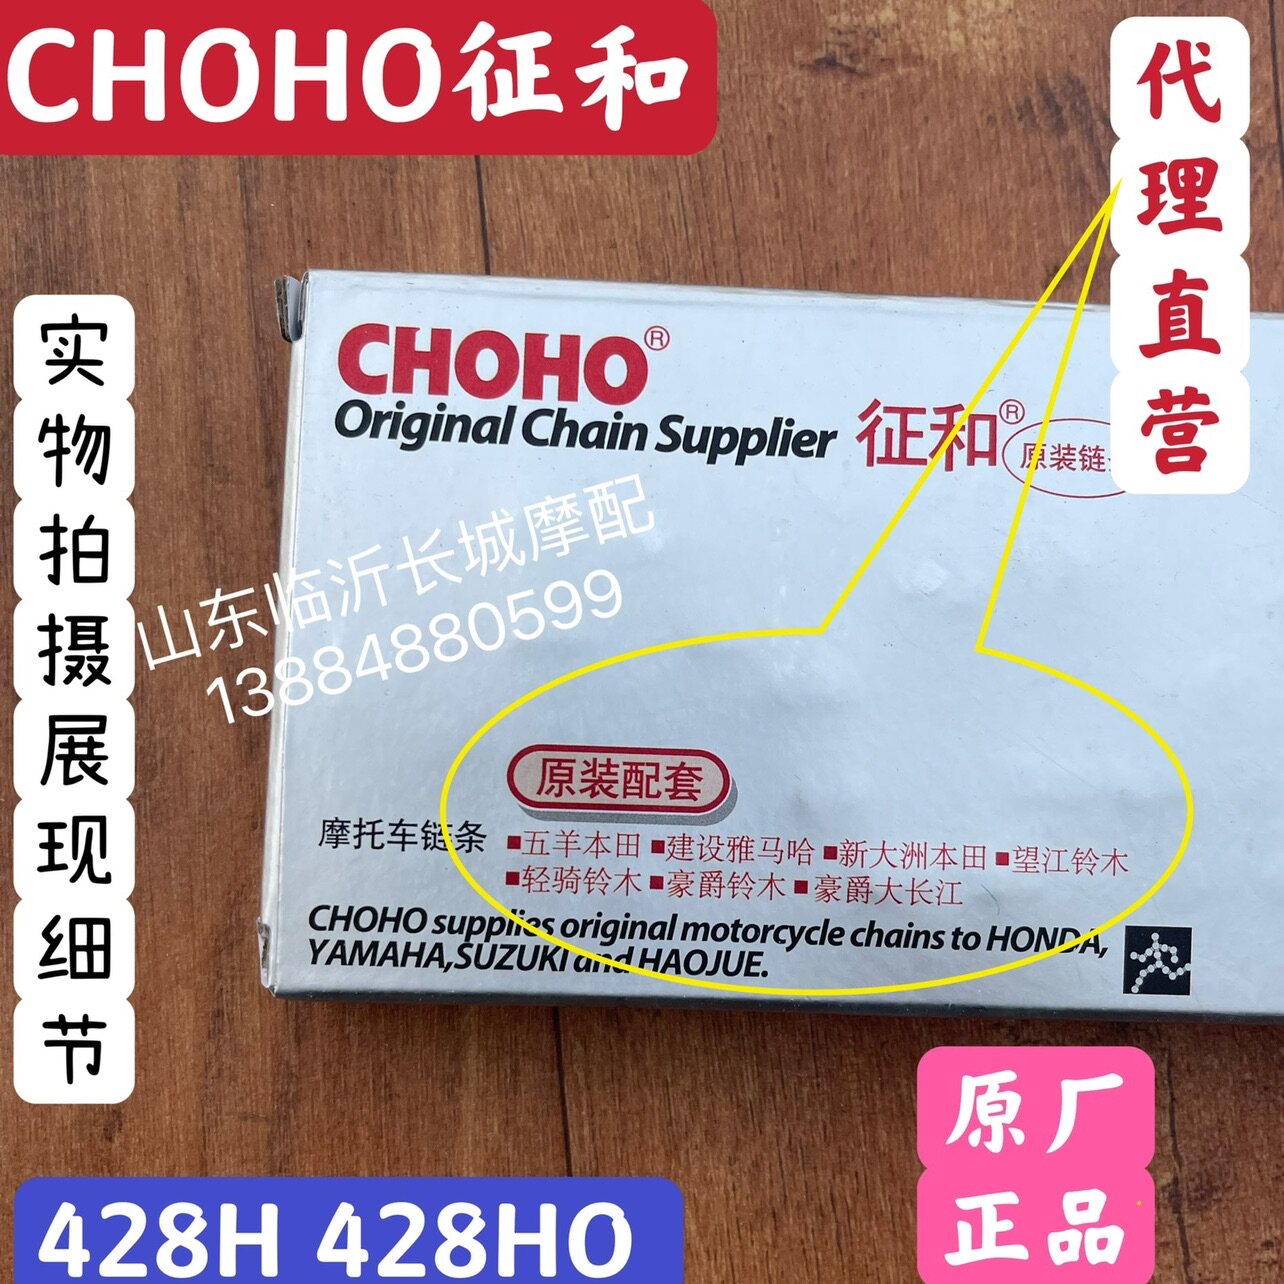 CHOHO征和
代理直营
实物拍摄展现细节
CHOHO®
Original Chain Supplier 征和® 原装链
山东临沂长城摩配
13884880599
原装配套
摩托车链条 ■五羊本田 ■建设雅马哈 ■新大洲本田 ■望江铃木
■轻骑铃木 ■豪爵铃木 ■豪爵大长江
CHOHO supplies original motorcycle chains to HONDA,
YAMAHA,SUZUKI and HAOJUE.
原厂
正品
428H 428HO